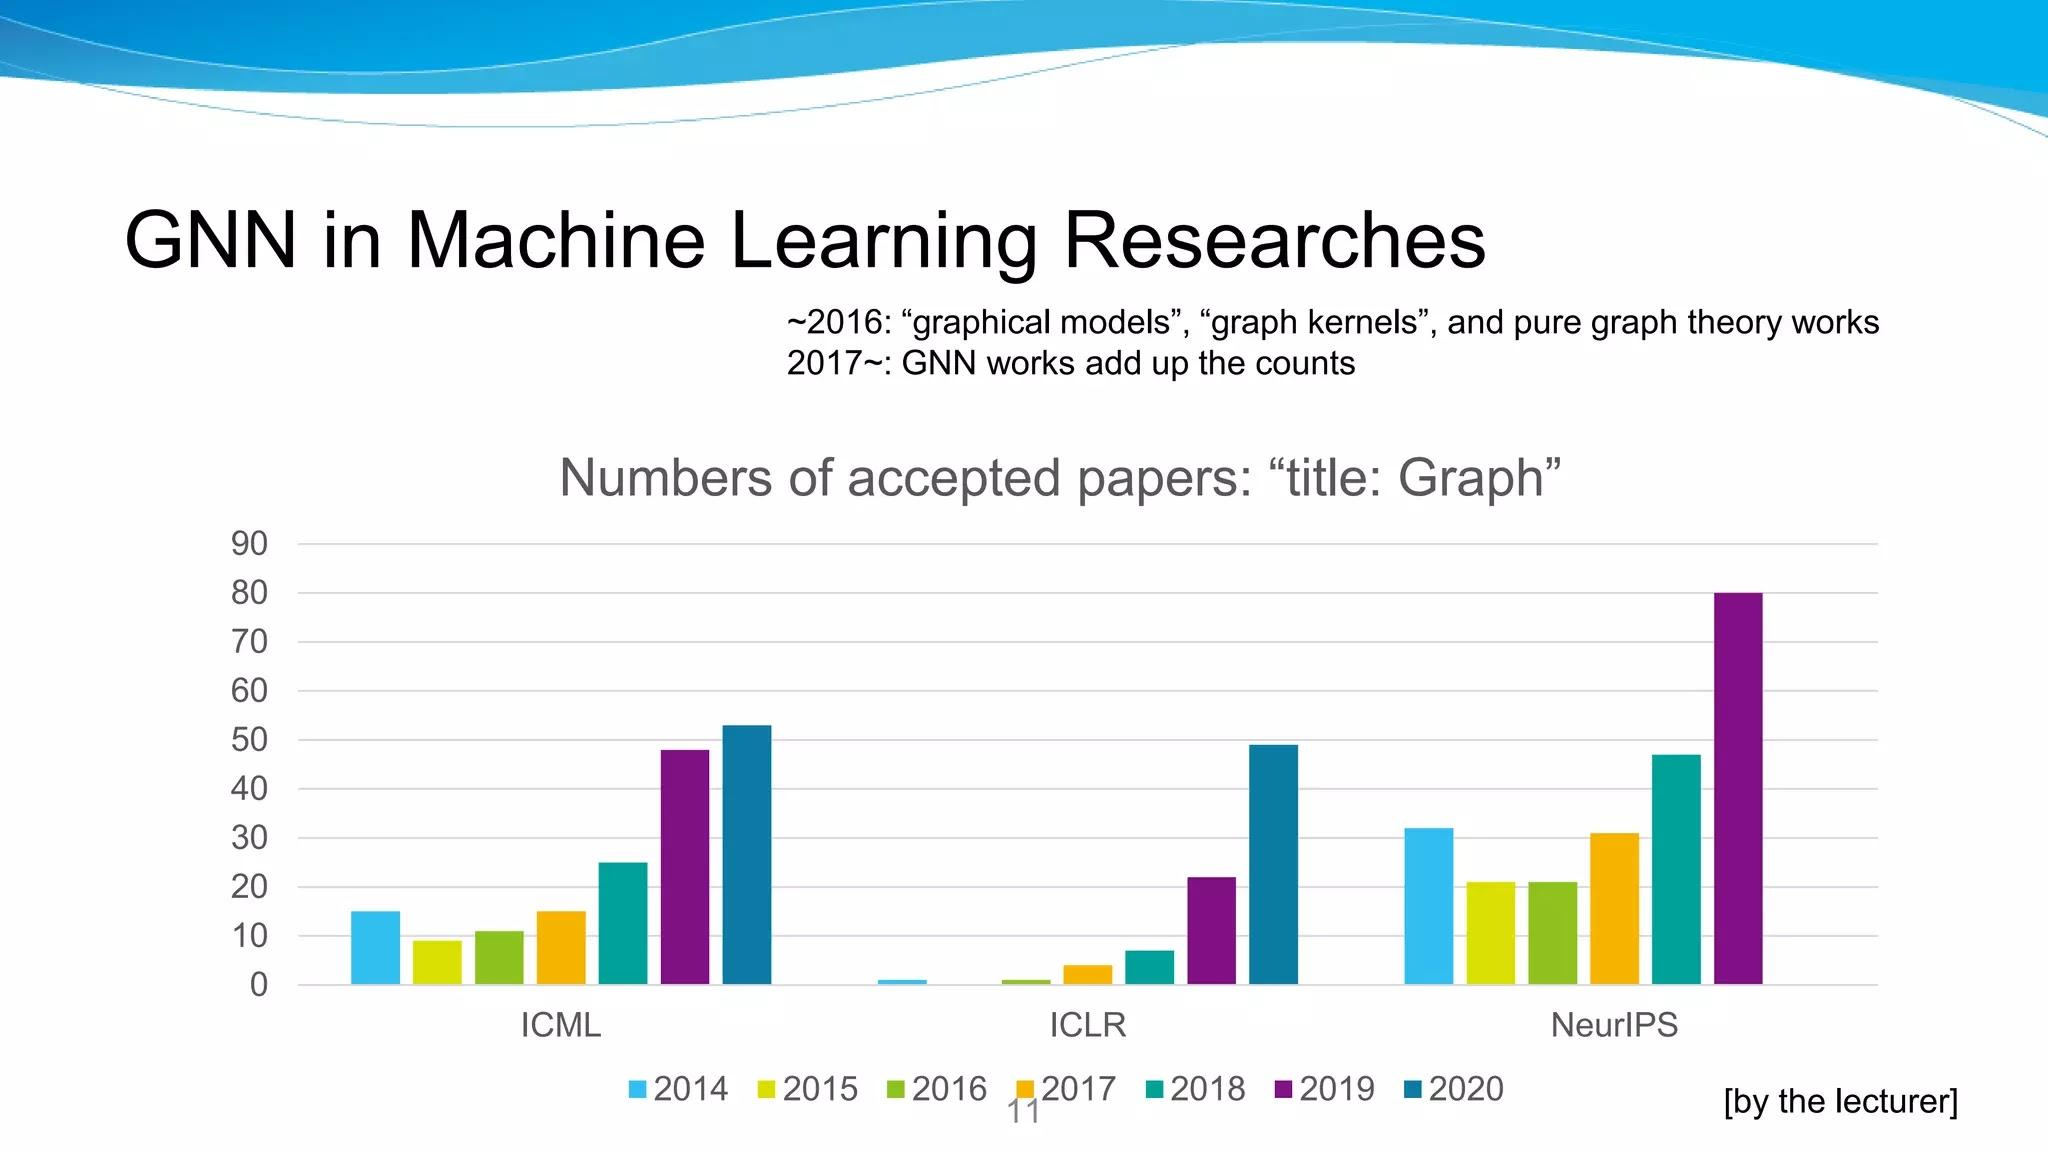 GNN in Machine Learning Researches
~2016: “graphical models”, “graph kernels”, and pure graph theory works
2017~: GNN works add up the counts
Numbers of accepted papers: “title: Graph”
90
80
70
60
50
40
30
20
10
0
ICML ICLR NeurIPS
2014 2015 2016 2017 2018 2019 2020
11
[by the lecturer]